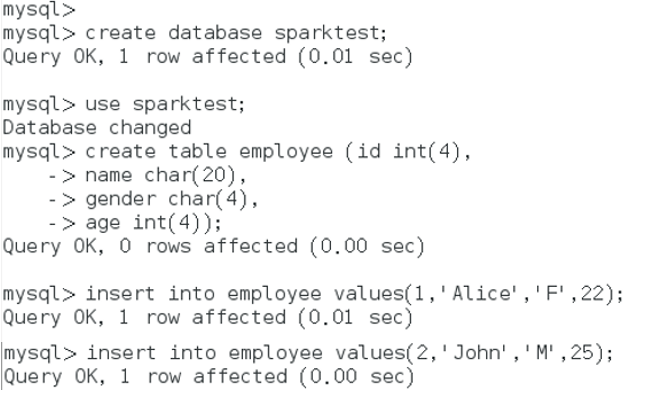 mysql>
mysql> create database sparktest;
Query OK, 1 row affected (0.01 sec)
mysql> use sparktest;
Database changed
mysql> create table employee (id int(4),
-> name char(20),
-> gender char(4),
-> age int(4));
Query OK, 0 rows affected (0.00 sec)
mysql> insert into employee values(1,'Alice','F',22);
Query OK, 1 row affected (0.01 sec)
mysql> insert into employee values(2,'John','M',25);
Query OK, 1 row affected (0.00 sec)